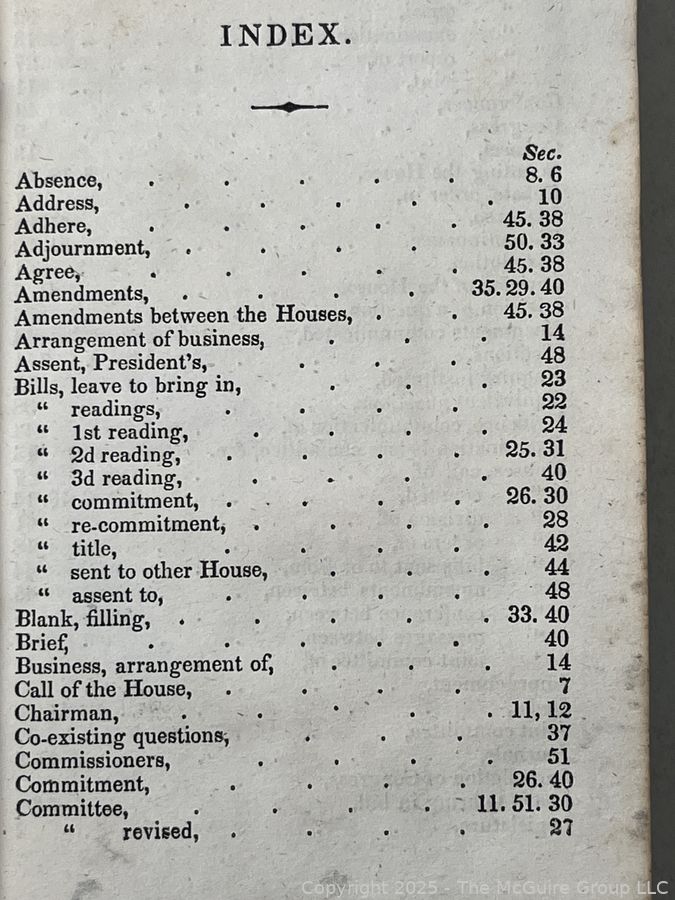 INDEX.
Sec.
Absence, . . . . . 8. 6
Address, . . . . . 10
Adhere, . . . . . 45. 38
Adjournment, . . . . 50. 33
Agree, . . . . . 45. 38
Amendments, . . . . 35. 29. 40
Amendments between the Houses, . . 45. 38
Arrangement of business, . . . 14
Assent, President's, . . . 48
Bills, leave to bring in, . . . 23
“ readings, . . . . 22
“ 1st reading, . . . . 24
“ 2d reading, . . . . 25. 31
“ 3d reading, . . . . 40
“ commitment, . . . . 26. 30
“ re-commitment, . . . . 28
“ title, . . . . 42
“ sent to other House, . . . 44
“ assent to, . . . . 48
Blank, filling, . . . . . 33. 40
Brief, . . . . . 40
Business, arrangement of, . . . 14
Call of the House, . . . . 7
Chairman, . . . . . 11, 12
Co-existing questions, . . . 37
Commissioners, . . . . 51
Commitment, . . . . 26. 40
Committee, . . . . 11. 51. 30
“ revised, . . . . 27
Copyright 2025 - The McGuire Group LLC